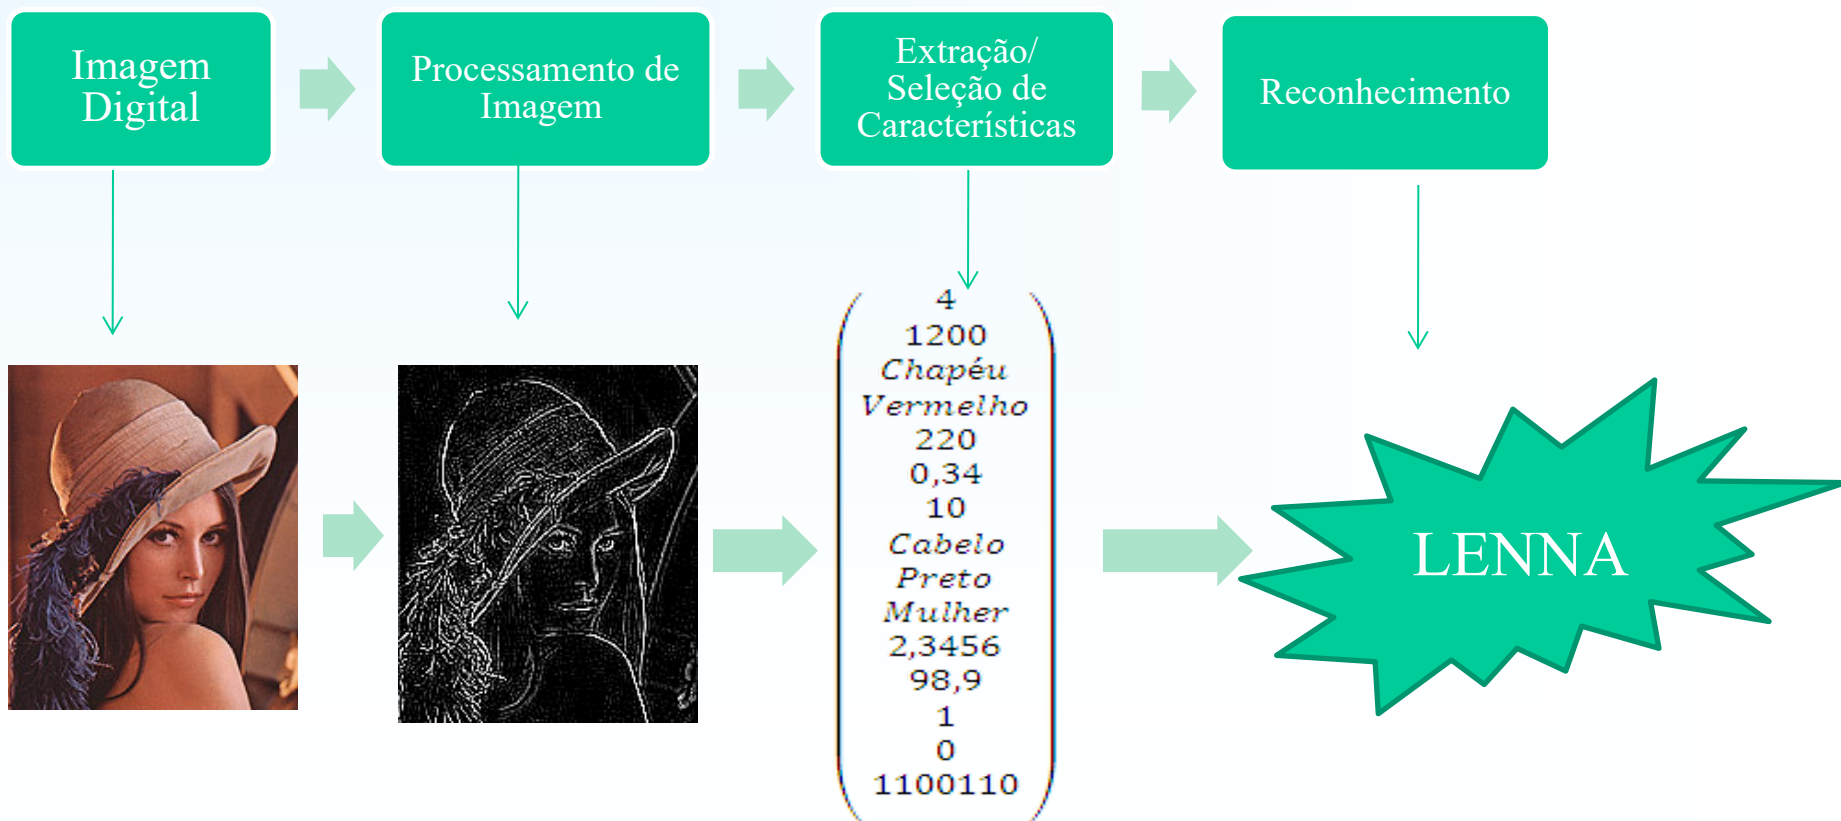 Imagem
Digital
Processamento de
Imagem
Extração/
Seleção de
Característícas
Reconhecimento
4
1200
Chapéu
Vermelho
220
0,34
10
Cabelo
Preto
Mulher
2,3456
98,9
1
0
1100110
LENNA